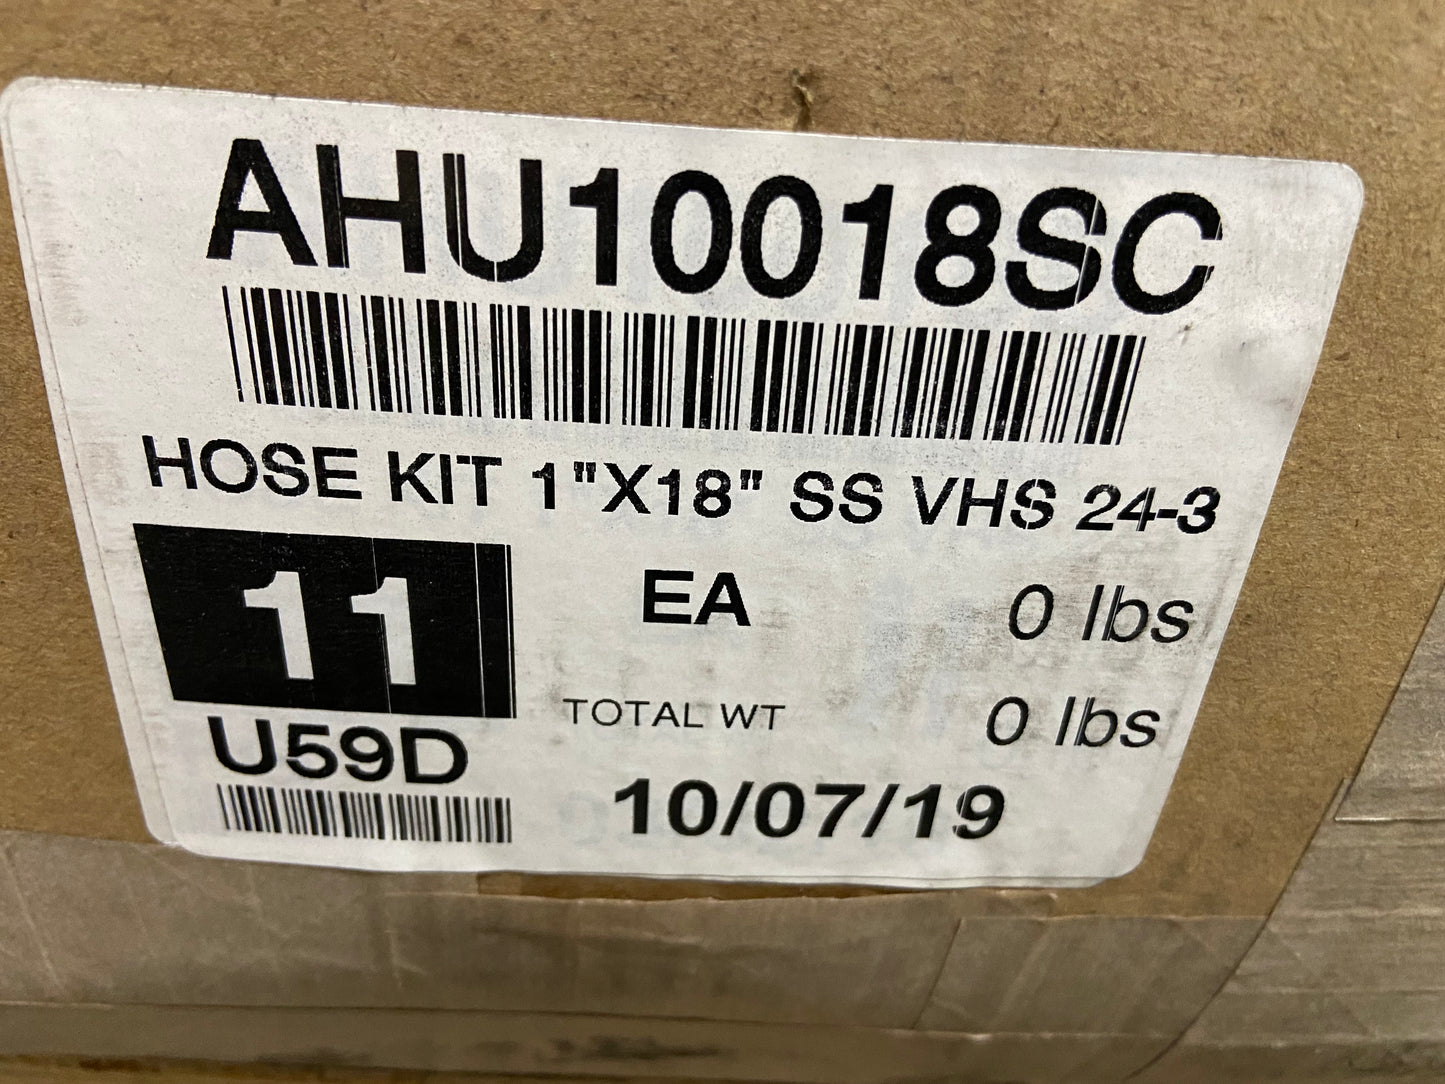 AHU10018SC
HOSE KIT 1"X18" SS VHS 24-3
11 EA 0 lbs
TOTAL WT 0 lbs
U59D
10/07/19